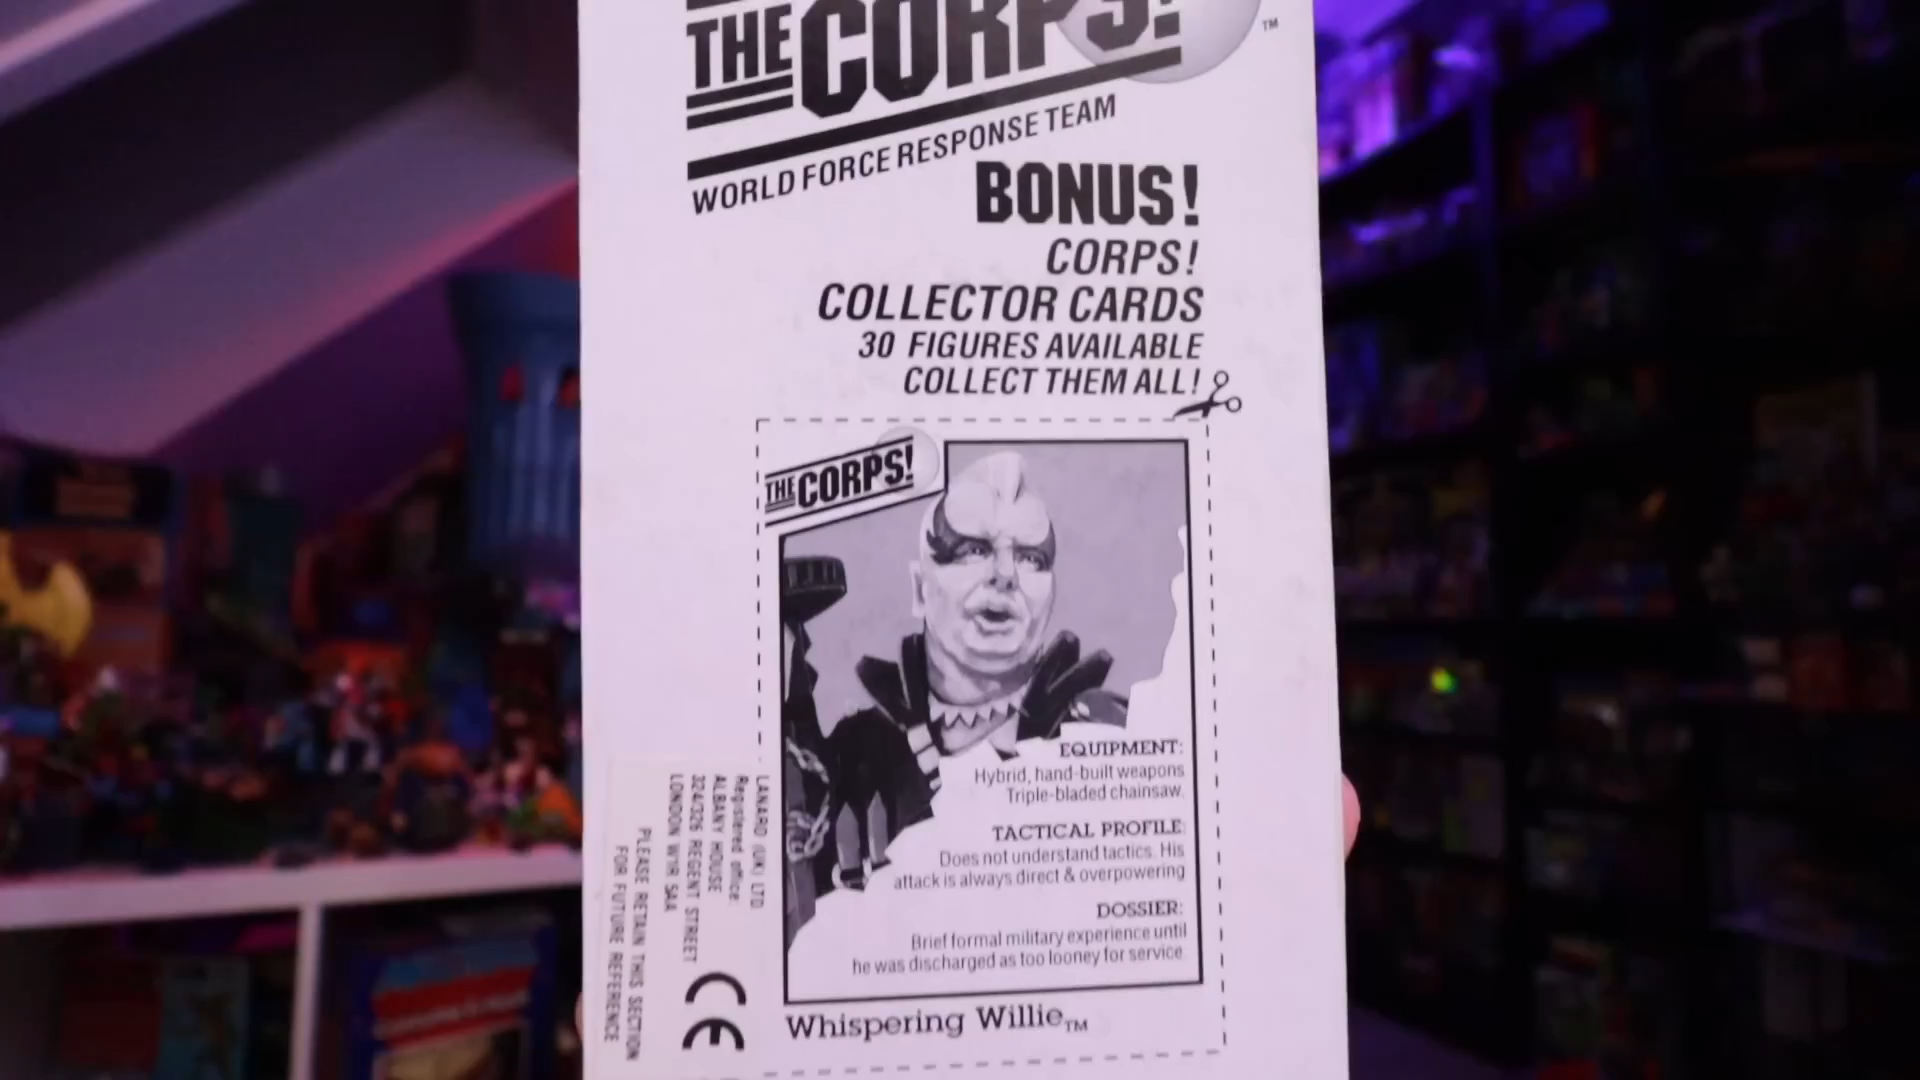 THE CORPS!
TM
WORLD FORCE RESPONSE TEAM
BONUS!
CORPS!
COLLECTOR CARDS
30 FIGURES AVAILABLE
COLLECT THEM ALL!
THE CORPS!
EQUIPMENT:
Hybrid, hand-built weapons
Triple-bladed chainsaw.
TACTICAL PROFILE:
Does not understand tactics. His
attack is always direct & overpowering
DOSSIER:
Brief formal military experience until
he was discharged as too looney for service.
Whispering Willie™
LANARD (UK) LTD.
Registered office:
ALBANY HOUSE
324/326 REGENT STREET
LONDON W1R 5AA
CE
PLEASE RETAIN THIS SECTION
FOR FUTURE REFERENCE